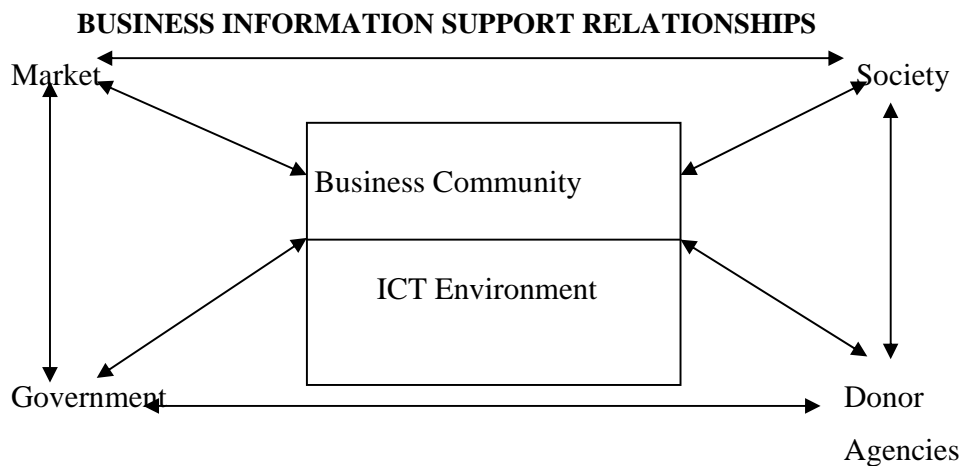 BUSINESS INFORMATION SUPPORT RELATIONSHIPS
Market
Society
Business Community
ICT Environment
Government
Donor
Agencies